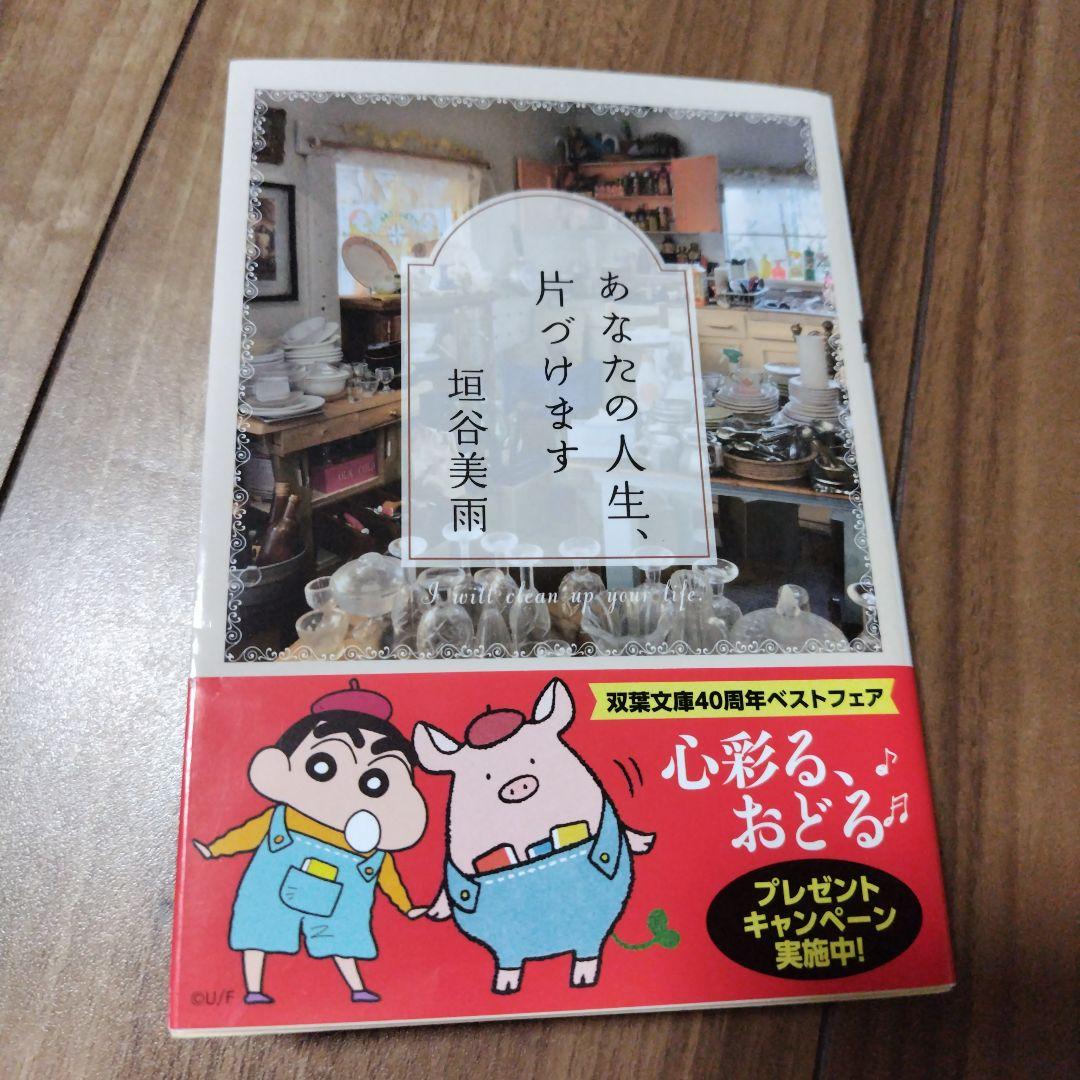 あなたの人生、
片づけます
垣谷美雨
I will clean up your life.
双葉文庫40周年ベストフェア
心彩る、♪
おどる♬
プレゼント
キャンペーン
実施中!
©U/F